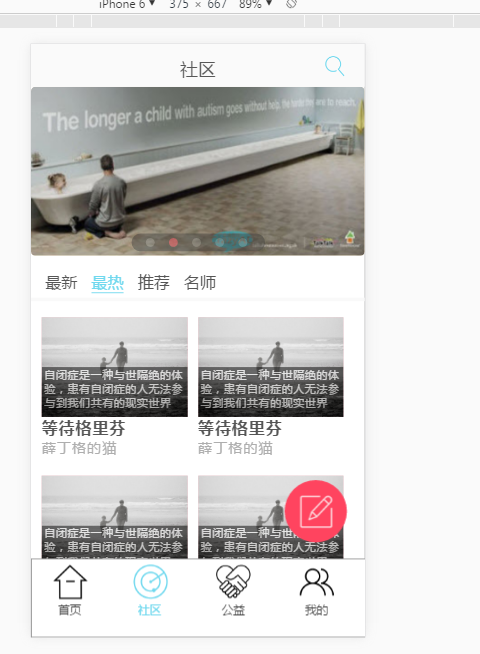 iPhone 6 ▼ 375 × 667 89% ▼
社区
The longer a child with autism goes without help, the harder they are to reach.
最新 最热 推荐 名师
自闭症是一种与世隔绝的体
验，患有自闭症的人无法参
与到我们共有的现实世界
等待格里芬
薛丁格的猫
自闭症是一种与世隔绝的体
验，患有自闭症的人无法参
与到我们共有的现实世界
等待格里芬
薛丁格的猫
自闭症是一种与世隔绝的体
验，患有自闭症的人无法参
自闭症是一种与世隔绝的体
验，患有自闭症的人无法参
首页 社区 公益 我的